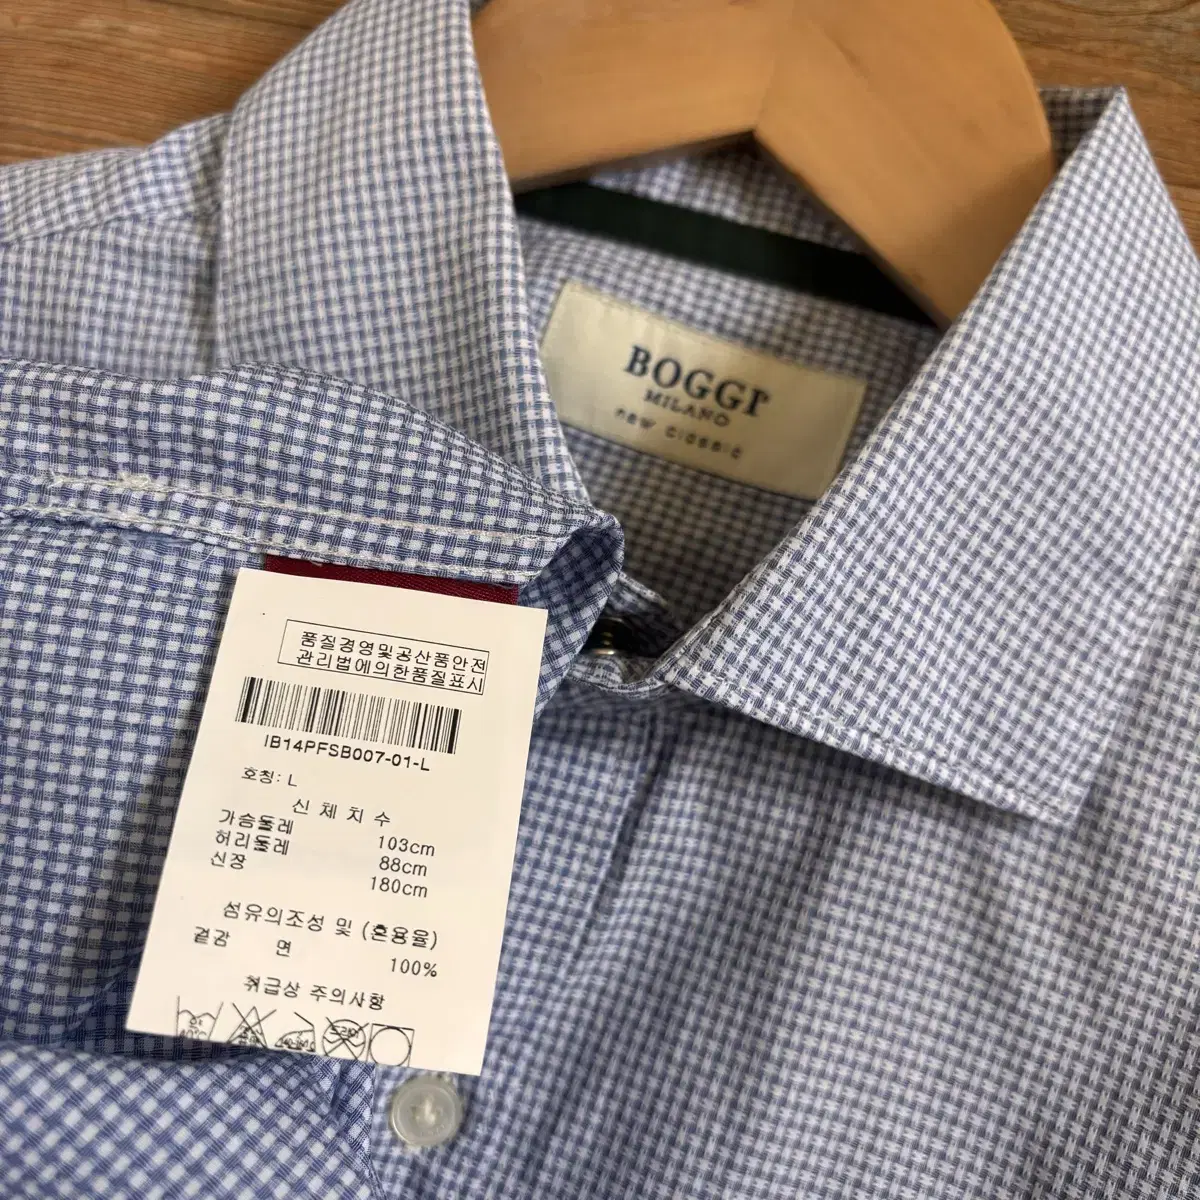 BOGGI
MILANO
new classic
품질경영및공산품안전
관리법에의한품질표시
IB14PFSB007-01-L
호칭: L
신 체 치 수
가슴둘레 103cm
허리둘레 88cm
신장 180cm
섬유의조성 및 (혼용율)
겉감 면 100%
취급상 주의사항